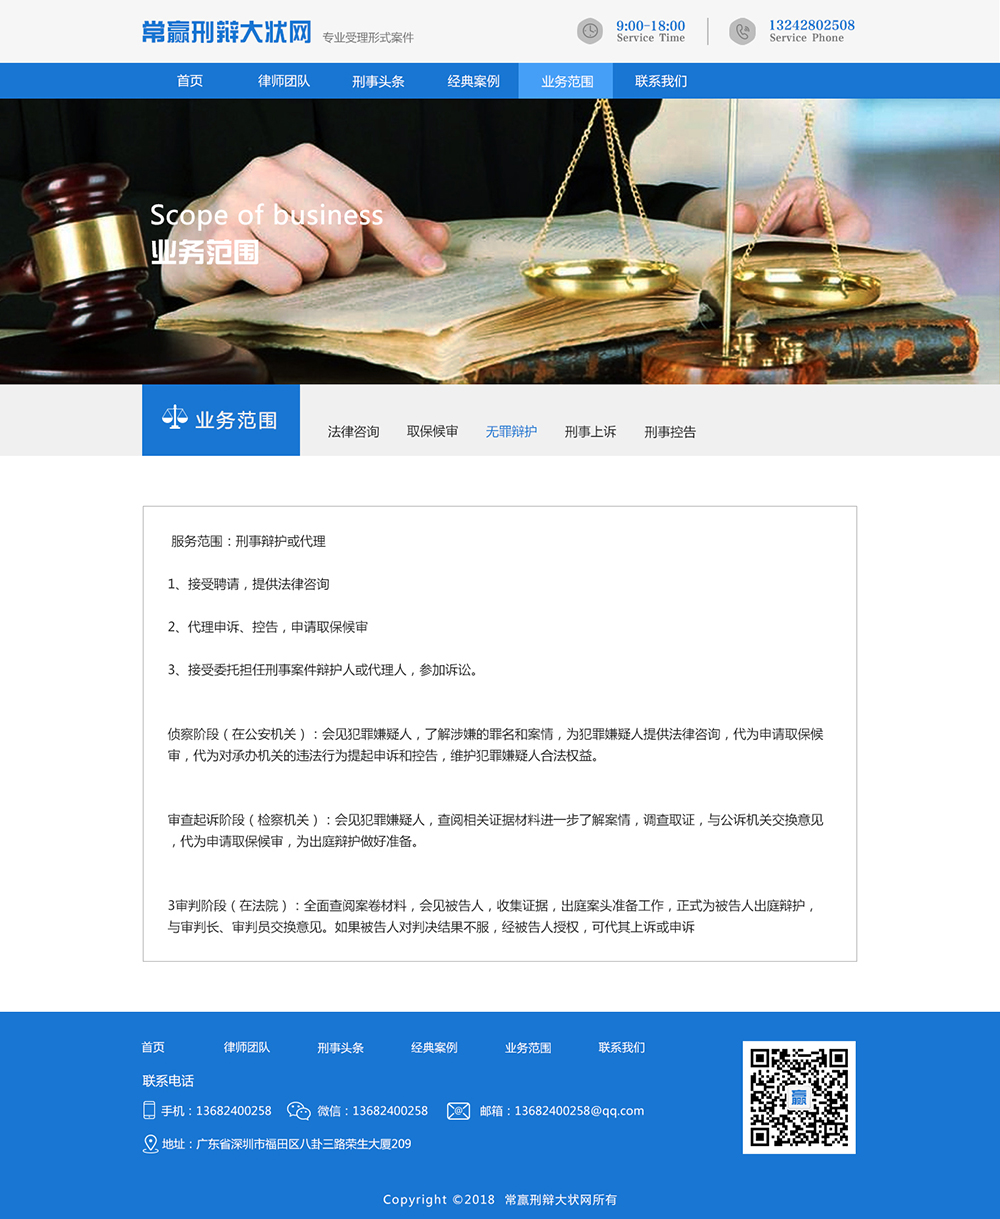 常赢刑辩大状网 专业受理形式案件
9:00-18:00
Service Time
13242802508
Service Phone
首页 律师团队 刑事头条 经典案例 业务范围 联系我们
Scope of business
业务范围
业务范围
法律咨询 取保候审 无罪辩护 刑事上诉 刑事控告
服务范围：刑事辩护或代理
1、接受聘请，提供法律咨询
2、代理申诉、控告，申请取保候审
3、接受委托担任刑事案件辩护人或代理人，参加诉讼。
侦察阶段（在公安机关）：会见犯罪嫌疑人，了解涉嫌的罪名和案情，为犯罪嫌疑人提供法律咨询，代为申请取保候
审，代为对承办机关的违法行为提起申诉和控告，维护犯罪嫌疑人合法权益。
审查起诉阶段（检察机关）：会见犯罪嫌疑人，查阅相关证据材料进一步了解案情，调查取证，与公诉机关交换意见
，代为申请取保候审，为出庭辩护做好准备。
3审判阶段（在法院）：全面查阅案卷材料，会见被告人，收集证据，出庭案头准备工作，正式为被告人出庭辩护，
与审判长、审判员交换意见。如果被告人对判决结果不服，经被告人授权，可代其上诉或申诉
首页 律师团队 刑事头条 经典案例 业务范围 联系我们
联系电话
手机：13682400258 微信：13682400258 邮箱：13682400258@qq.com
地址：广东省深圳市福田区八卦三路荣生大厦209
赢
Copyright ©2018 常赢刑辩大状网所有